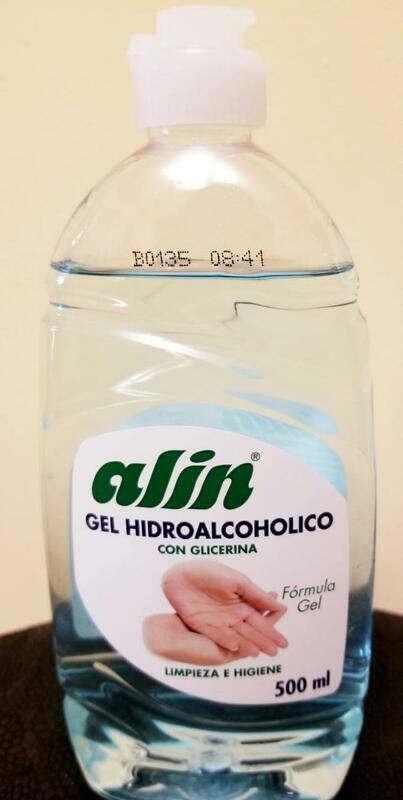 B0135 08:41
alin®
GEL HIDROALCOHOLICO
CON GLICERINA
Fórmula
Gel
LIMPIEZA E HIGIENE
500 ml